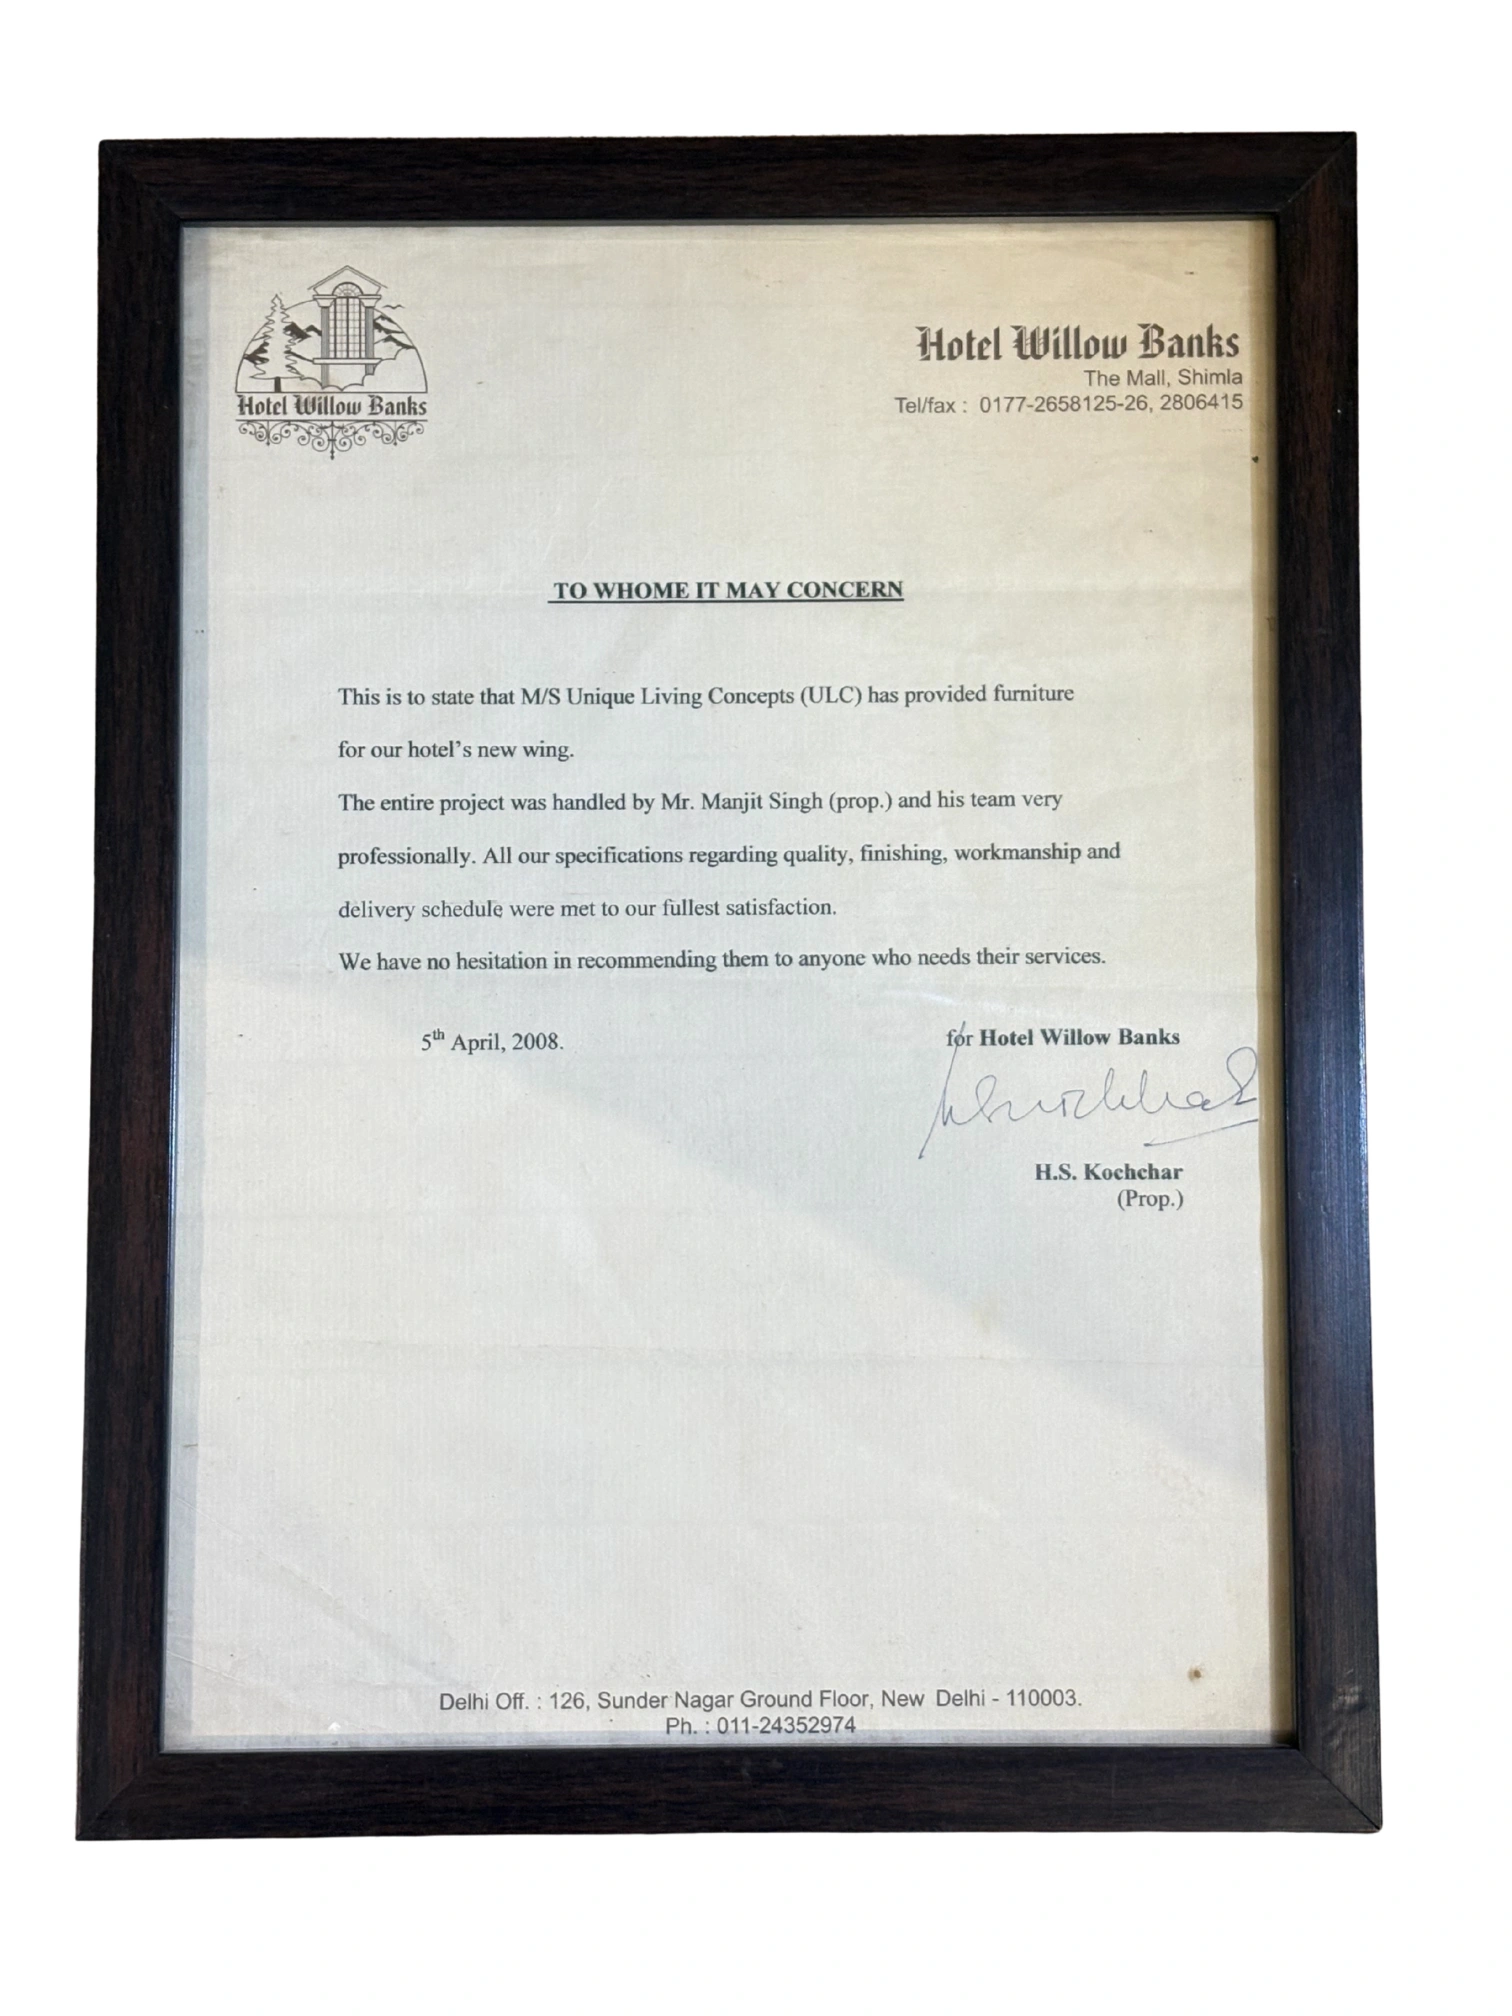 Hotel Willow Banks
Hotel Willow Banks
The Mall, Shimla
Tel/fax : 0177-2658125-26, 2806415
TO WHOME IT MAY CONCERN
This is to state that M/S Unique Living Concepts (ULC) has provided furniture
for our hotel's new wing.
The entire project was handled by Mr. Manjit Singh (prop.) and his team very
professionally. All our specifications regarding quality, finishing, workmanship and
delivery schedule were met to our fullest satisfaction.
We have no hesitation in recommending them to anyone who needs their services.
5th April, 2008.
for Hotel Willow Banks
H.S. Kochchar
(Prop.)
Delhi Off. : 126, Sunder Nagar Ground Floor, New Delhi - 110003.
Ph. : 011-24352974